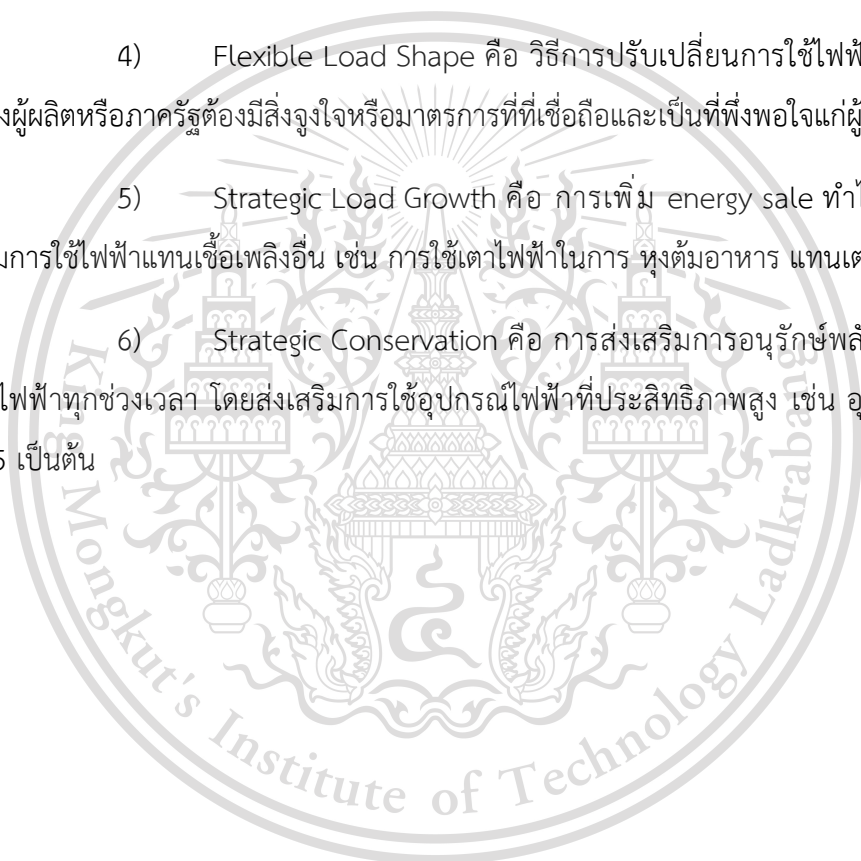 4) Flexible Load Shape คือ วิธีการปรับเปลี่ยนการใช้ไฟฟ้
งผู้ผลิตหรือภาครัฐต้องมีสิ่งจูงใจหรือมาตรการที่ที่เชื่อถือและเป็นที่พึ่งพอใจแก่ผู้
5) Strategic Load Growth คือ การเพิ่ม energy sale ทำไ
มการใช้ไฟฟ้าแทนเชื้อเพลิงอื่น เช่น การใช้เตาไฟฟ้าในการ หุงต้มอาหาร แทนเต
6) Strategic Conservation คือ การส่งเสริมการอนุรักษ์พลั
ไฟฟ้าทุกช่วงเวลา โดยส่งเสริมการใช้อุปกรณ์ไฟฟ้าที่ประสิทธิภาพสูง เช่น อุ
5 เป็นต้น
King Mongkut's Institute of Technology Ladkrabang